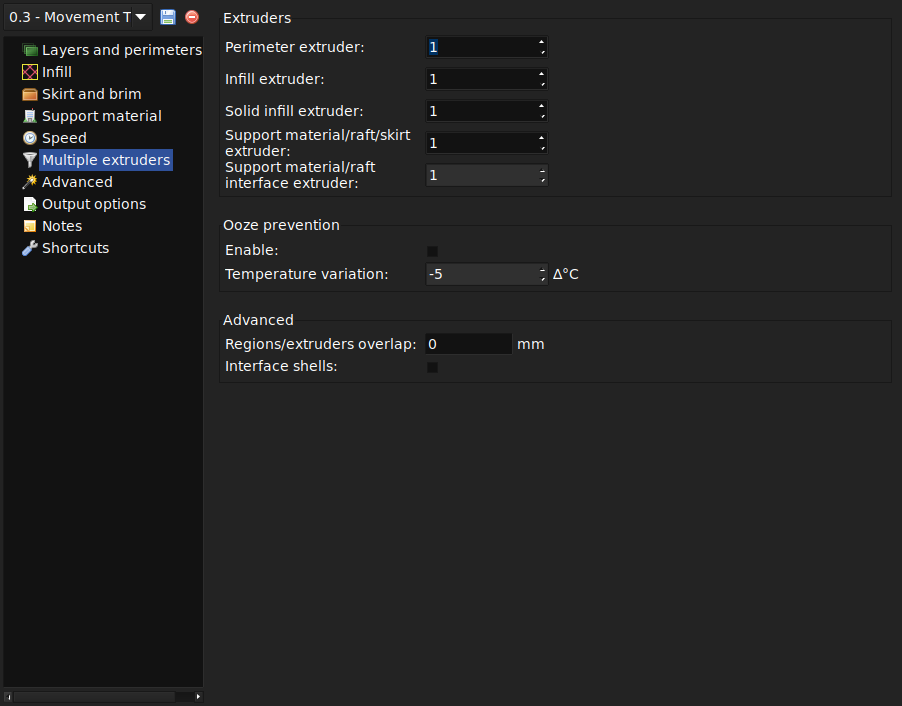 0.3 - Movement T
Layers and perimeters
Infill
Skirt and brim
Support material
Speed
Multiple extruders
Advanced
Output options
Notes
Shortcuts
Extruders
Perimeter extruder: 1
Infill extruder: 1
Solid infill extruder: 1
Support material/raft/skirt
extruder: 1
Support material/raft
interface extruder: 1
Ooze prevention
Enable:
Temperature variation: -5 Δ°C
Advanced
Regions/extruders overlap: 0 mm
Interface shells: